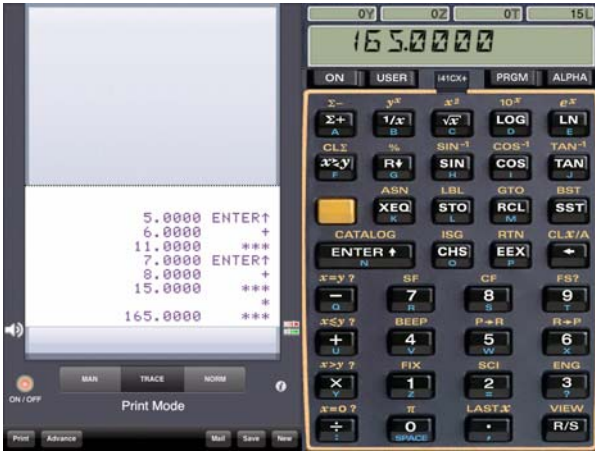 0Y 0Z 0T 15L
165.0000
ON USER i41CX+ PRGM ALPHA
Σ− yˣ x² 10ˣ eˣ
Σ+ 1/x √x LOG LN
A B C D E
CLΣ % SIN⁻¹ COS⁻¹ TAN⁻¹
x≷y R↓ SIN COS TAN
F G H I J
ASN LBL GTO BST
XEQ STO RCL SST
K L M
CATALOG ISG RTN CLx/A
ENTER ↑ CHS EEX ←
N O P
x=y ? SF CF FS?
− 7 8 9
Q R S T
x≤y ? BEEP P→R R→P
+ 4 5 6
U V W X
x>y ? FIX SCI ENG
× 1 2 3
Y Z = ?
x=0 ? π LASTx VIEW
÷ 0 . R/S
: SPACE ,
5.0000 ENTER↑
6.0000 +
11.0000 ***
7.0000 ENTER↑
8.0000 +
15.0000 ***
*
165.0000 ***
MAN TRACE NORM
ON / OFF
Print Mode
Print Advance Mail Save New